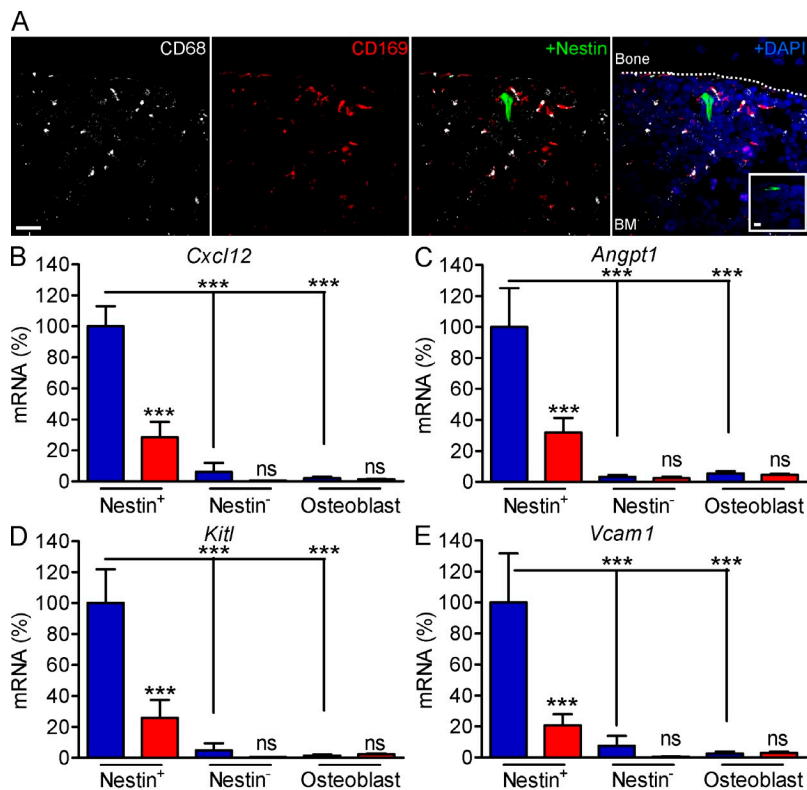 A
CD68
CD169
+Nestin
+DAPI
Bone
BM
B
Cxcl12
mRNA (%)
140
120
100
80
60
40
20
0
***
***
***
ns
ns
Nestin⁺
Nestin⁻
Osteoblast
C
Angpt1
mRNA (%)
140
120
100
80
60
40
20
0
***
***
***
ns
ns
Nestin⁺
Nestin⁻
Osteoblast
D
Kitl
mRNA (%)
140
120
100
80
60
40
20
0
***
***
***
ns
ns
Nestin⁺
Nestin⁻
Osteoblast
E
Vcam1
mRNA (%)
140
120
100
80
60
40
20
0
***
***
***
ns
ns
Nestin⁺
Nestin⁻
Osteoblast